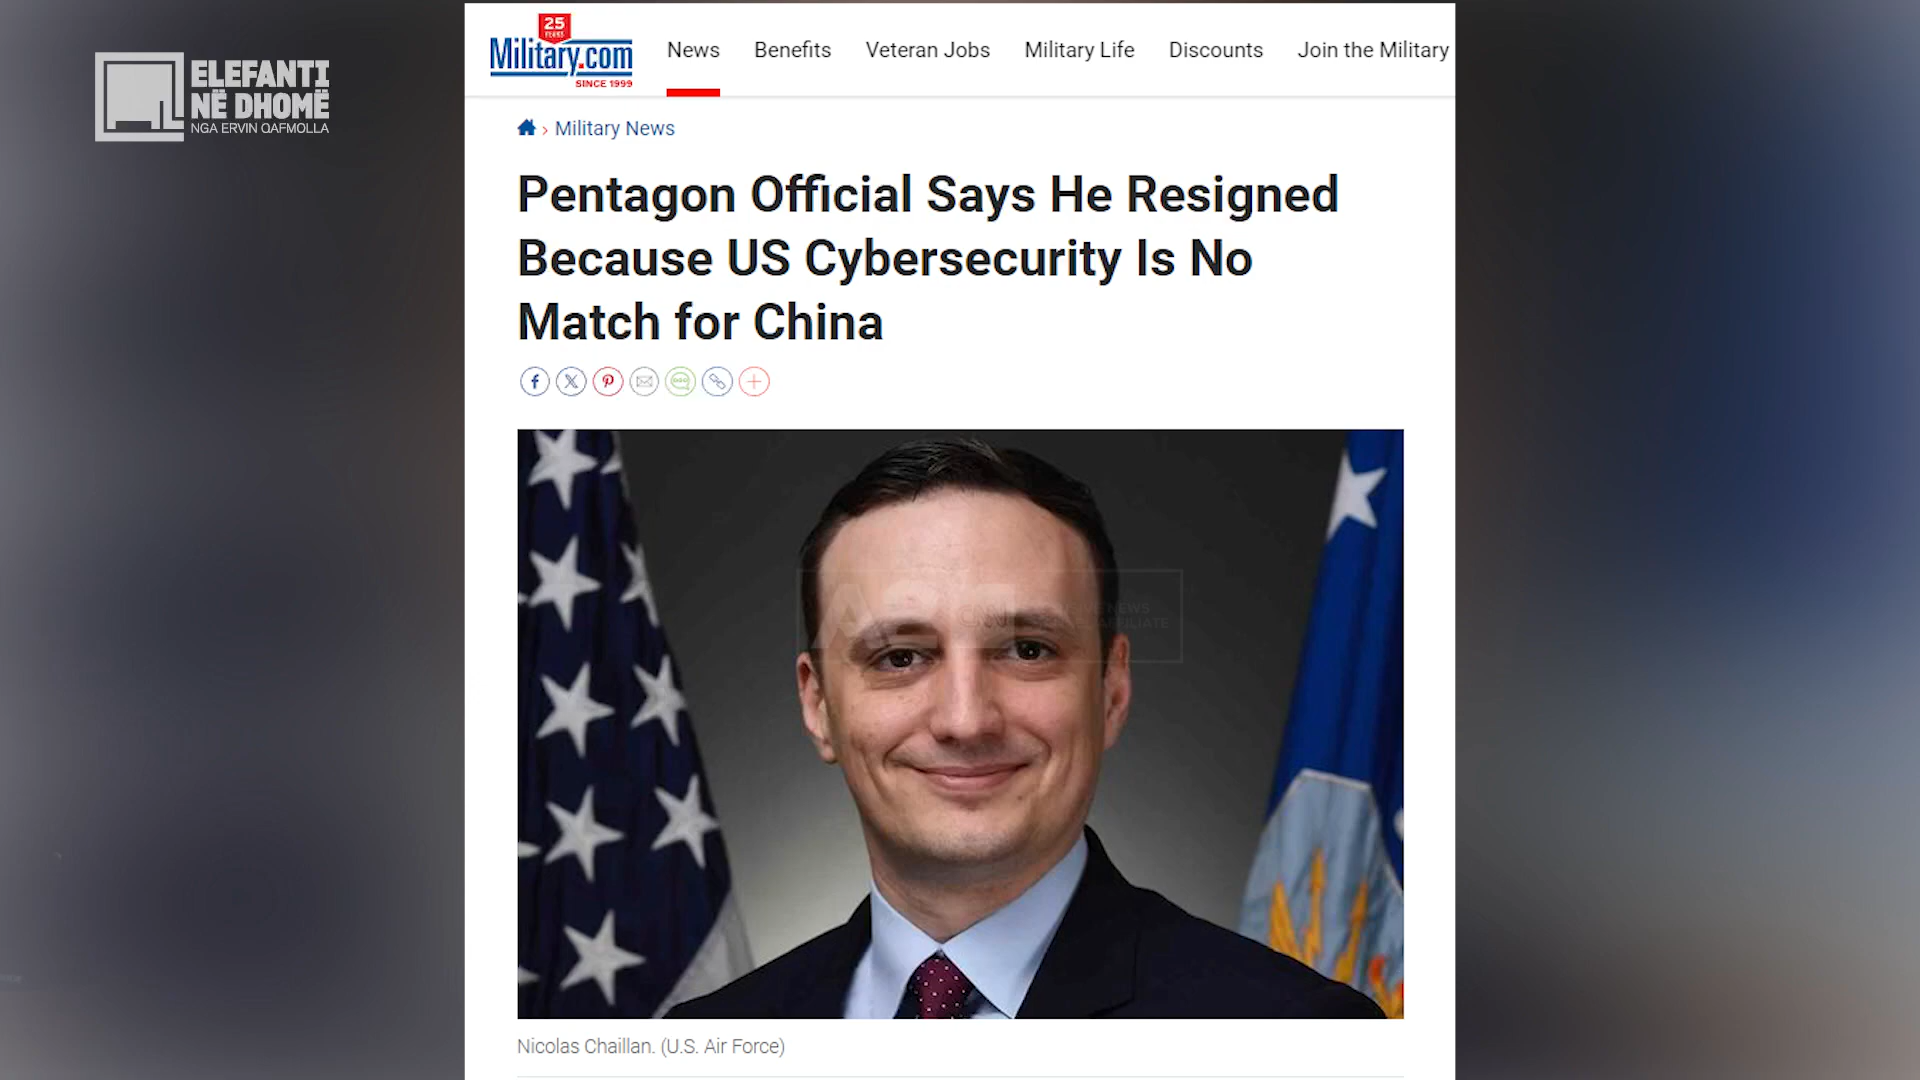 ELEFANTI
NË DHOMË
NGA ERVIN QAFMOLLA
25
YEARS
Military.com
SINCE 1999
News Benefits Veteran Jobs Military Life Discounts Join the Military
Military News
Pentagon Official Says He Resigned
Because US Cybersecurity Is No
Match for China
Nicolas Chaillan. (U.S. Air Force)